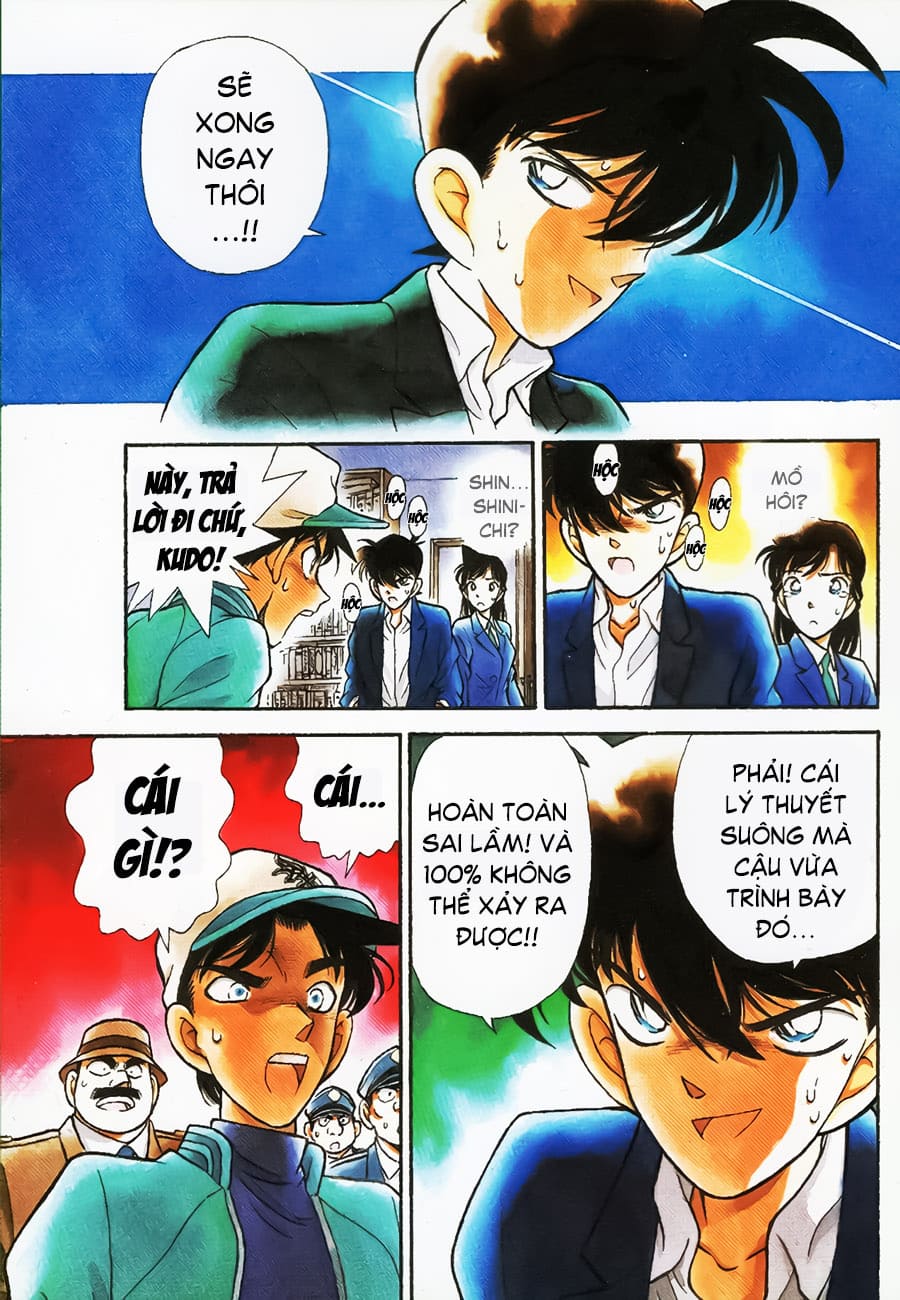 SẼ
XONG
NGAY
THÔI
...!!
MỒ
HÔI?
HỘC
HỘC
HỘC
SHIN...
SHINI-
CHI?
HỘC
HỘC
HỘC
NÀY, TRẢ
LỜI ĐI CHỨ,
KUDO!
PHẢI! CÁI
LÝ THUYẾT
SUÔNG MÀ
CẬU VỪA
TRÌNH BÀY
ĐÓ...
HOÀN TOÀN
SAI LẦM! VÀ
100% KHÔNG
THỂ XẢY RA
ĐƯỢC!!
CÁI...
CÁI
GÌ!?